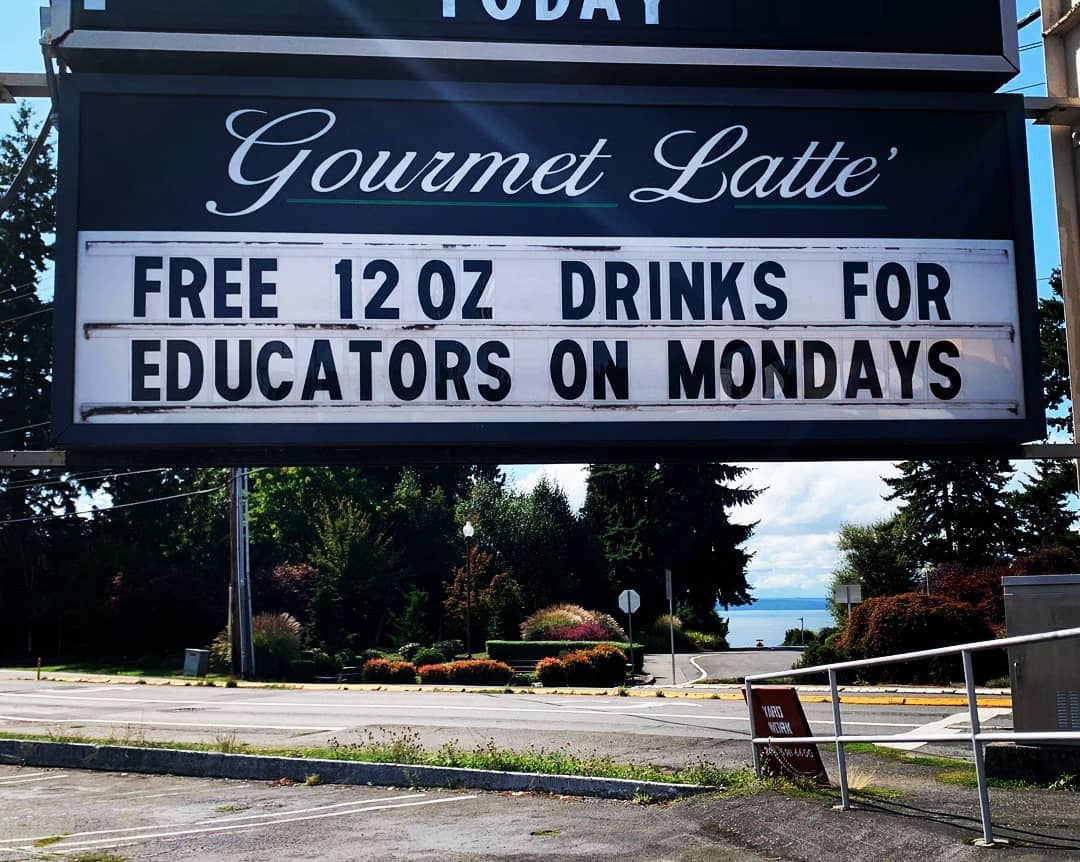 TODAY
Gourmet Latte'
FREE 12 OZ DRINKS FOR
EDUCATORS ON MONDAYS
YARD
WORK